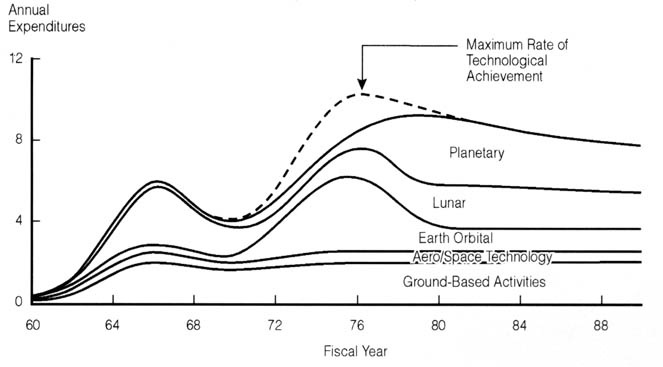 Annual
Expenditures
Maximum Rate of
Technological
Achievement
12
8
4
0
Planetary
Lunar
Earth Orbital
Aero/Space Technology
Ground-Based Activities
60 64 68 72 76 80 84 88
Fiscal Year